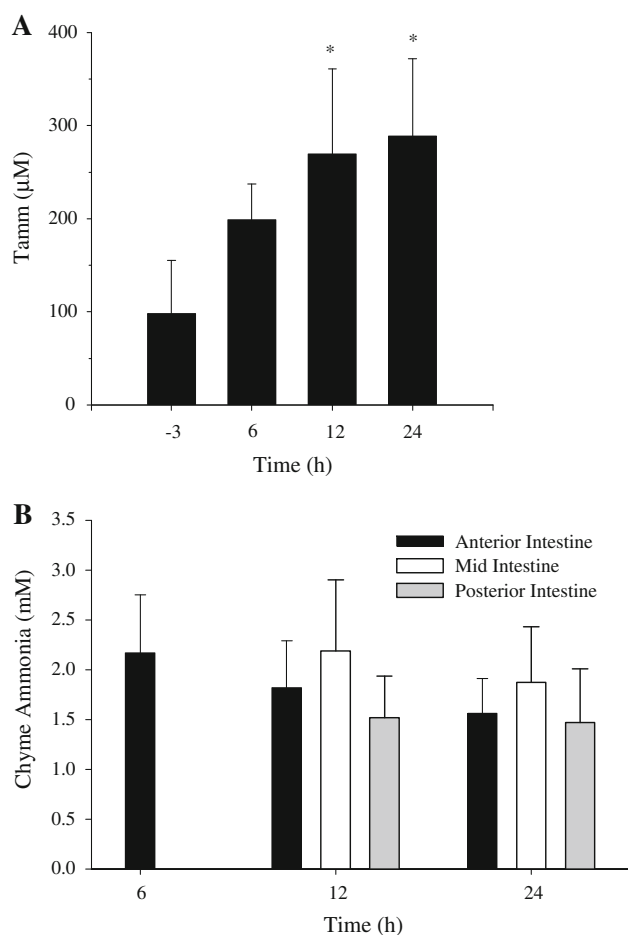 A
400
300
200
100
0
Tamm (μM)
* *
-3 6 12 24
Time (h)
B
3.5
3.0
2.5
2.0
1.5
1.0
0.5
0.0
Chyme Ammonia (mM)
Anterior Intestine
Mid Intestine
Posterior Intestine
6 12 24
Time (h)